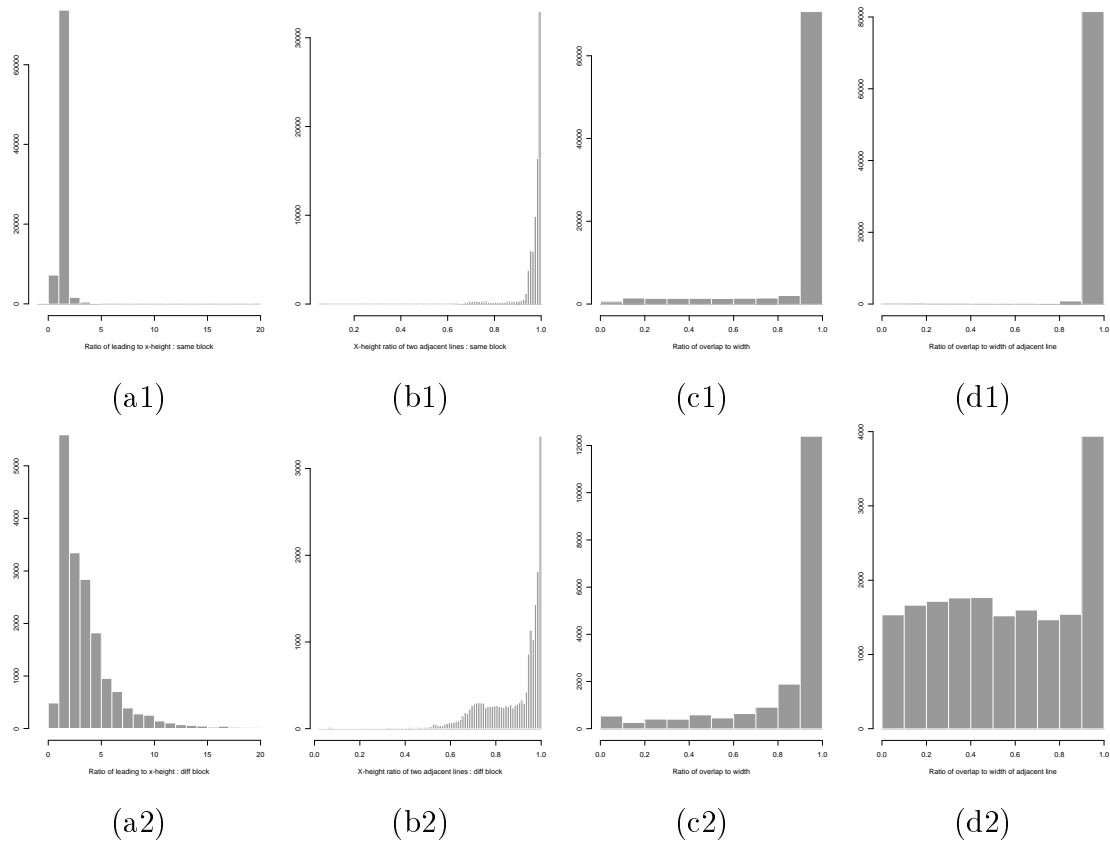 60000
40000
20000
0
0 5 10 15 20
Ratio of leading to x-height : same block
(a1)
30000
20000
10000
0
0.2 0.4 0.6 0.8 1.0
X-height ratio of two adjacent lines : same block
(b1)
60000
40000
20000
0
0.0 0.2 0.4 0.6 0.8 1.0
Ratio of overlap to width
(c1)
80000
60000
40000
20000
0
0.0 0.2 0.4 0.6 0.8 1.0
Ratio of overlap to width of adjacent line
(d1)
5000
4000
3000
2000
1000
0
0 5 10 15 20
Ratio of leading to x-height : diff block
(a2)
3000
2000
1000
0
0.0 0.2 0.4 0.6 0.8 1.0
X-height ratio of two adjacent lines : diff block
(b2)
12000
10000
8000
6000
4000
2000
0
0.0 0.2 0.4 0.6 0.8 1.0
Ratio of overlap to width
(c2)
4000
3000
2000
1000
0
0.0 0.2 0.4 0.6 0.8 1.0
Ratio of overlap to width of adjacent line
(d2)